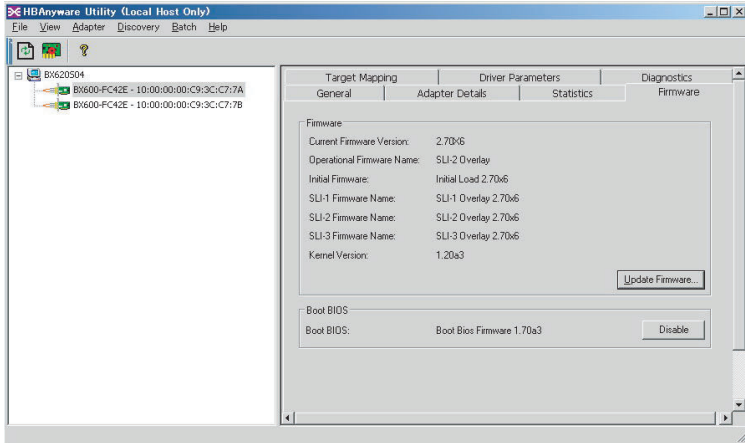 HBAnyware Utility (Local Host Only)
File View Adapter Discovery Batch Help
BX620S04
BX600-FC42E - 10:00:00:00:C9:3C:C7:7A
BX600-FC42E - 10:00:00:00:C9:3C:C7:7B
Target Mapping Driver Parameters Diagnostics
General Adapter Details Statistics Firmware
Firmware
Current Firmware Version: 2.70X6
Operational Firmware Name: SLI-2 Overlay
Initial Firmware: Initial Load 2.70x6
SLI-1 Firmware Name: SLI-1 Overlay 2.70x6
SLI-2 Firmware Name: SLI-2 Overlay 2.70x6
SLI-3 Firmware Name: SLI-3 Overlay 2.70x6
Kernel Version: 1.20a3
Update Firmware...
Boot BIOS
Boot BIOS: Boot Bios Firmware 1.70a3 Disable